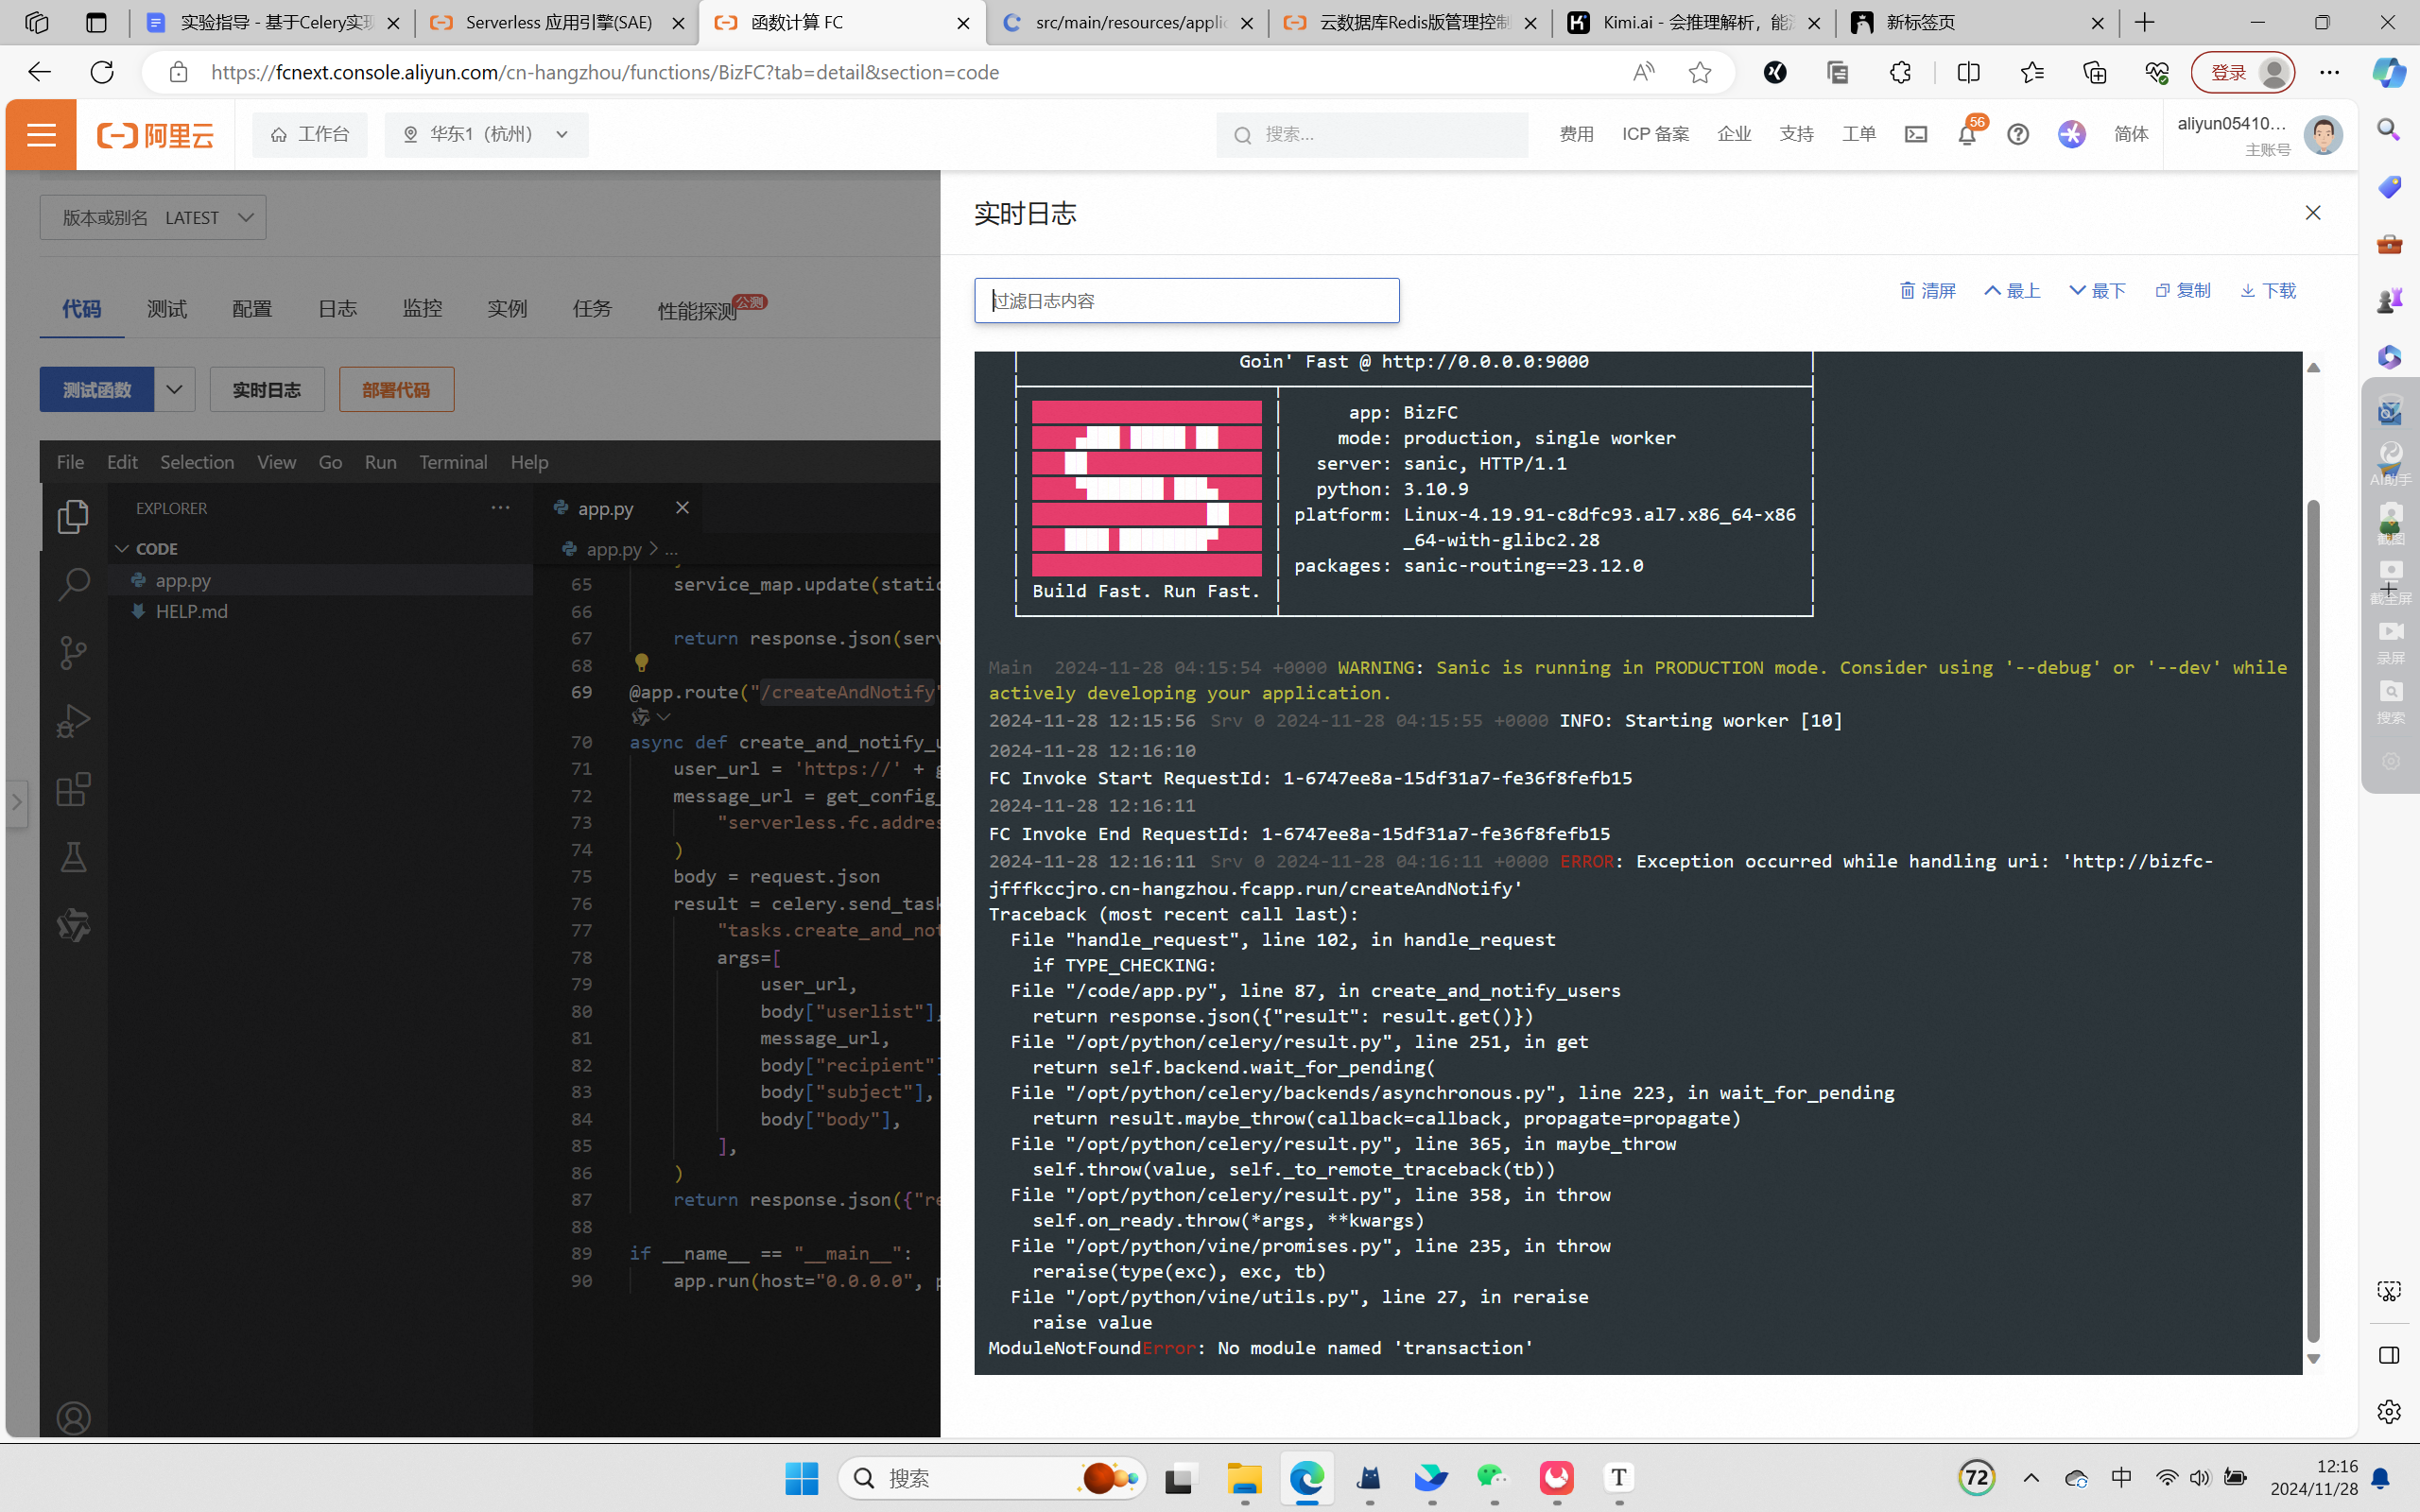 实验指导 - 基于Celery实现
Serverless 应用引擎(SAE)
函数计算 FC
src/main/resources/applic
云数据库Redis版管理控制
Kimi.ai - 会推理解析，能深
新标签页
https://fcnext.console.aliyun.com/cn-hangzhou/functions/BizFC?tab=detail&section=code
登录
阿里云
工作台
华东1（杭州）
搜索...
费用
ICP 备案
企业
支持
工单
56
简体
aliyun05410...
主账号
版本或别名 LATEST
代码
测试
配置
日志
监控
实例
任务
性能探测
公测
测试函数
实时日志
部署代码
File Edit Selection View Go Run Terminal Help
EXPLORER
CODE
app.py
HELP.md
app.py
app.py > ...
65 service_map.update(static
66
67 return response.json(serv
68
69 @app.route("/createAndNotify"
70 async def create_and_notify_u
71 user_url = 'https://' + g
72 message_url = get_config_
73 "serverless.fc.addres
74 )
75 body = request.json
76 result = celery.send_task
77 "tasks.create_and_not
78 args=[
79 user_url,
80 body["userlist"],
81 message_url,
82 body["recipient"]
83 body["subject"],
84 body["body"],
85 ],
86 )
87 return response.json({"re
88
89 if __name__ == "__main__":
90 app.run(host="0.0.0.0", p
实时日志
过滤日志内容
清屏
最上
最下
复制
下载
Goin' Fast @ http://0.0.0.0:9000
app: BizFC
mode: production, single worker
server: sanic, HTTP/1.1
python: 3.10.9
platform: Linux-4.19.91-c8dfc93.al7.x86_64-x86
_64-with-glibc2.28
packages: sanic-routing==23.12.0
Build Fast. Run Fast.
Main 2024-11-28 04:15:54 +0000 WARNING: Sanic is running in PRODUCTION mode. Consider using '--debug' or '--dev' while
actively developing your application.
2024-11-28 12:15:56 Srv 0 2024-11-28 04:15:55 +0000 INFO: Starting worker [10]
2024-11-28 12:16:10
FC Invoke Start RequestId: 1-6747ee8a-15df31a7-fe36f8fefb15
2024-11-28 12:16:11
FC Invoke End RequestId: 1-6747ee8a-15df31a7-fe36f8fefb15
2024-11-28 12:16:11 Srv 0 2024-11-28 04:16:11 +0000 ERROR: Exception occurred while handling uri: 'http://bizfc-
jfffkccjro.cn-hangzhou.fcapp.run/createAndNotify'
Traceback (most recent call last):
File "handle_request", line 102, in handle_request
if TYPE_CHECKING:
File "/code/app.py", line 87, in create_and_notify_users
return response.json({"result": result.get()})
File "/opt/python/celery/result.py", line 251, in get
return self.backend.wait_for_pending(
File "/opt/python/celery/backends/asynchronous.py", line 223, in wait_for_pending
return result.maybe_throw(callback=callback, propagate=propagate)
File "/opt/python/celery/result.py", line 365, in maybe_throw
self.throw(value, self._to_remote_traceback(tb))
File "/opt/python/celery/result.py", line 358, in throw
self.on_ready.throw(*args, **kwargs)
File "/opt/python/vine/promises.py", line 235, in throw
reraise(type(exc), exc, tb)
File "/opt/python/vine/utils.py", line 27, in reraise
raise value
ModuleNotFoundError: No module named 'transaction'
AI助手
截图
截全屏
录屏
搜索
搜索
72
中
12:16
2024/11/28